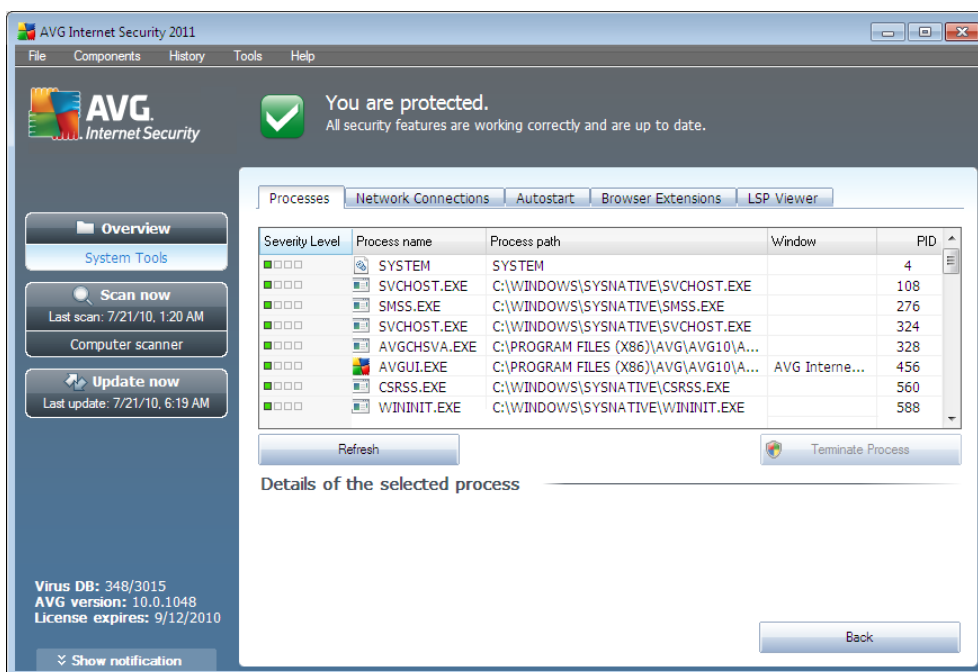 AVG Internet Security 2011
File Components History Tools Help
AVG.
Internet Security
You are protected.
All security features are working correctly and are up to date.
Overview
System Tools
Scan now
Last scan: 7/21/10, 1:20 AM
Computer scanner
Update now
Last update: 7/21/10, 6:19 AM
Virus DB: 348/3015
AVG version: 10.0.1048
License expires: 9/12/2010
Show notification
Processes Network Connections Autostart Browser Extensions LSP Viewer
Severity Level Process name Process path Window PID
SYSTEM SYSTEM 4
SVCHOST.EXE C:\WINDOWS\SYSNATIVE\SVCHOST.EXE 108
SMSS.EXE C:\WINDOWS\SYSNATIVE\SMSS.EXE 276
SVCHOST.EXE C:\WINDOWS\SYSNATIVE\SVCHOST.EXE 324
AVGCHSVA.EXE C:\PROGRAM FILES (X86)\AVG\AVG10\A... 328
AVGUI.EXE C:\PROGRAM FILES (X86)\AVG\AVG10\A... AVG Interne... 456
CSRSS.EXE C:\WINDOWS\SYSNATIVE\CSRSS.EXE 560
WININIT.EXE C:\WINDOWS\SYSNATIVE\WININIT.EXE 588
Refresh Terminate Process
Details of the selected process
Back